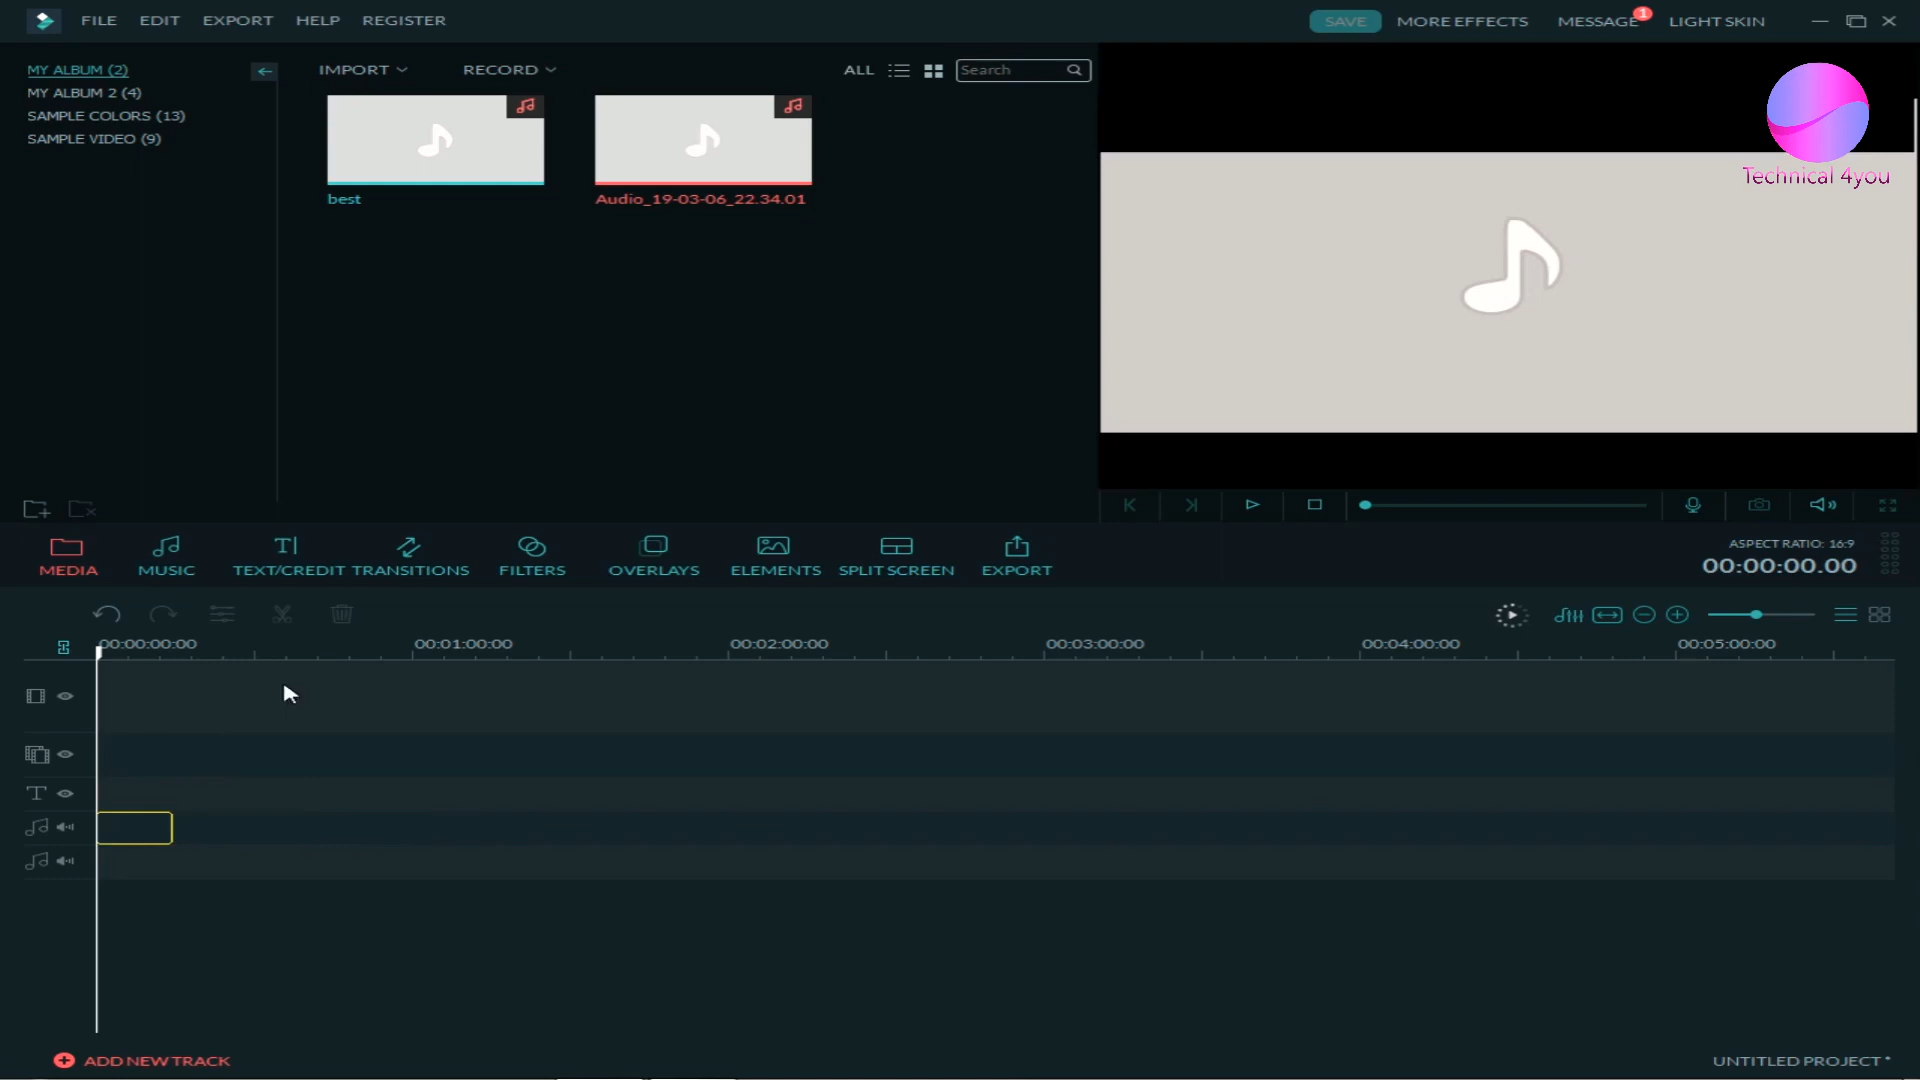 FILE EDIT EXPORT HELP REGISTER
SAVE MORE EFFECTS MESSAGE 1 LIGHT SKIN
MY ALBUM (2)
MY ALBUM 2 (4)
SAMPLE COLORS (13)
SAMPLE VIDEO (9)
IMPORT RECORD ALL Search
best Audio_19-03-06_22.34.01
Technical 4you
MEDIA MUSIC TEXT/CREDIT TRANSITIONS FILTERS OVERLAYS ELEMENTS SPLIT SCREEN EXPORT
ASPECT RATIO: 16:9
00:00:00.00
00:00:00:00 00:01:00:00 00:02:00:00 00:03:00:00 00:04:00:00 00:05:00:00
ADD NEW TRACK
UNTITLED PROJECT *